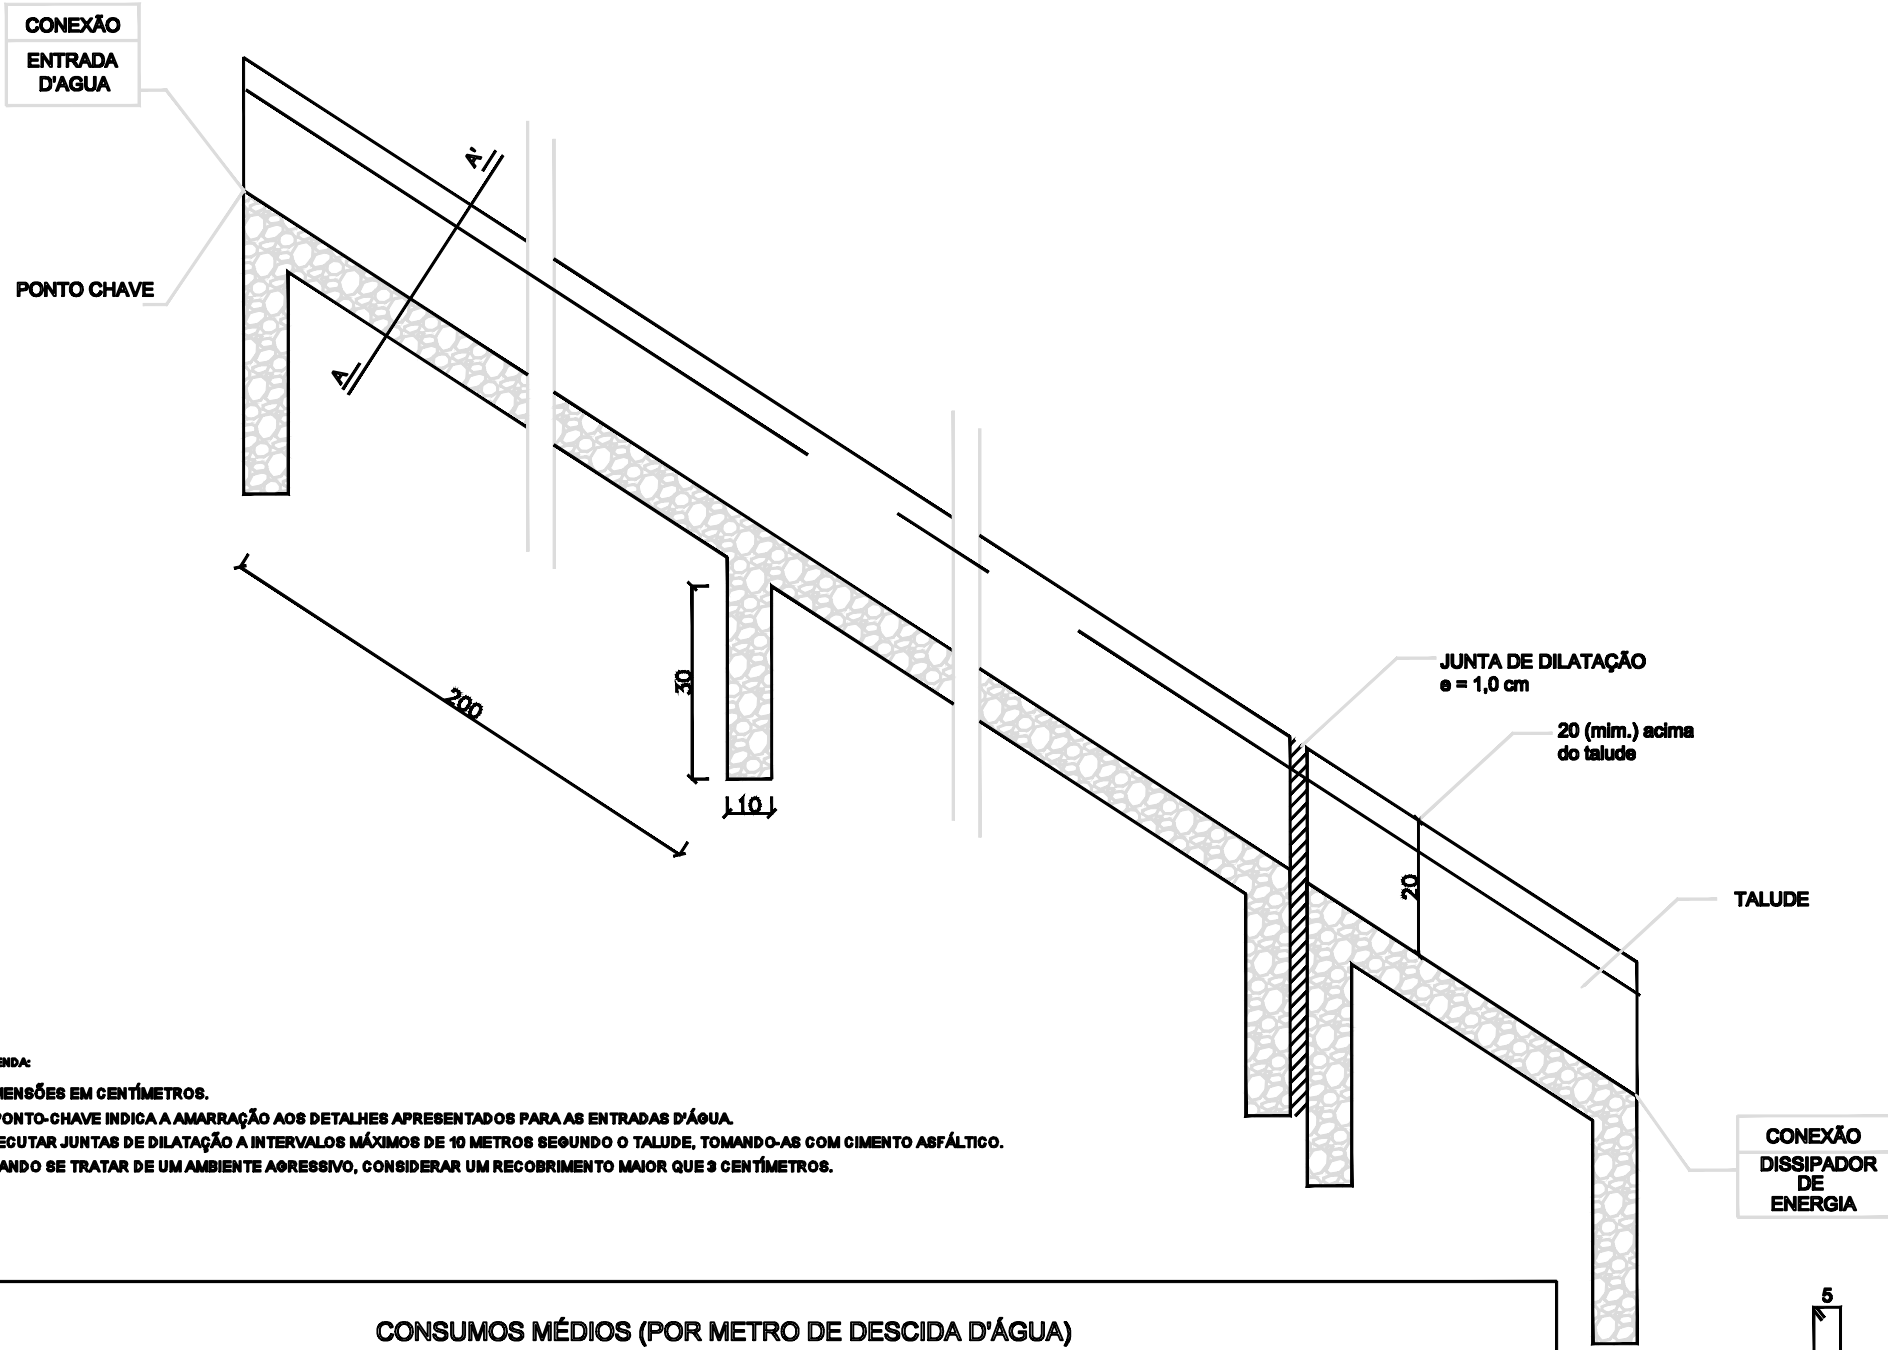 CONEXÃO
ENTRADA
D'AGUA
A'
PONTO CHAVE
A
200
30
10
JUNTA DE DILATAÇÃO
e = 1,0 cm
20 (mim.) acima
do talude
20
TALUDE
ENDA:
MENSÕES EM CENTÍMETROS.
PONTO-CHAVE INDICA A AMARRAÇÃO AOS DETALHES APRESENTADOS PARA AS ENTRADAS D'ÁGUA.
ECUTAR JUNTAS DE DILATAÇÃO A INTERVALOS MÁXIMOS DE 10 METROS SEGUNDO O TALUDE, TOMANDO-AS COM CIMENTO ASFÁLTICO.
ANDO SE TRATAR DE UM AMBIENTE AGRESSIVO, CONSIDERAR UM RECOBRIMENTO MAIOR QUE 3 CENTÍMETROS.
CONEXÃO
DISSIPADOR
DE
ENERGIA
5
CONSUMOS MÉDIOS (POR METRO DE DESCIDA D'ÁGUA)